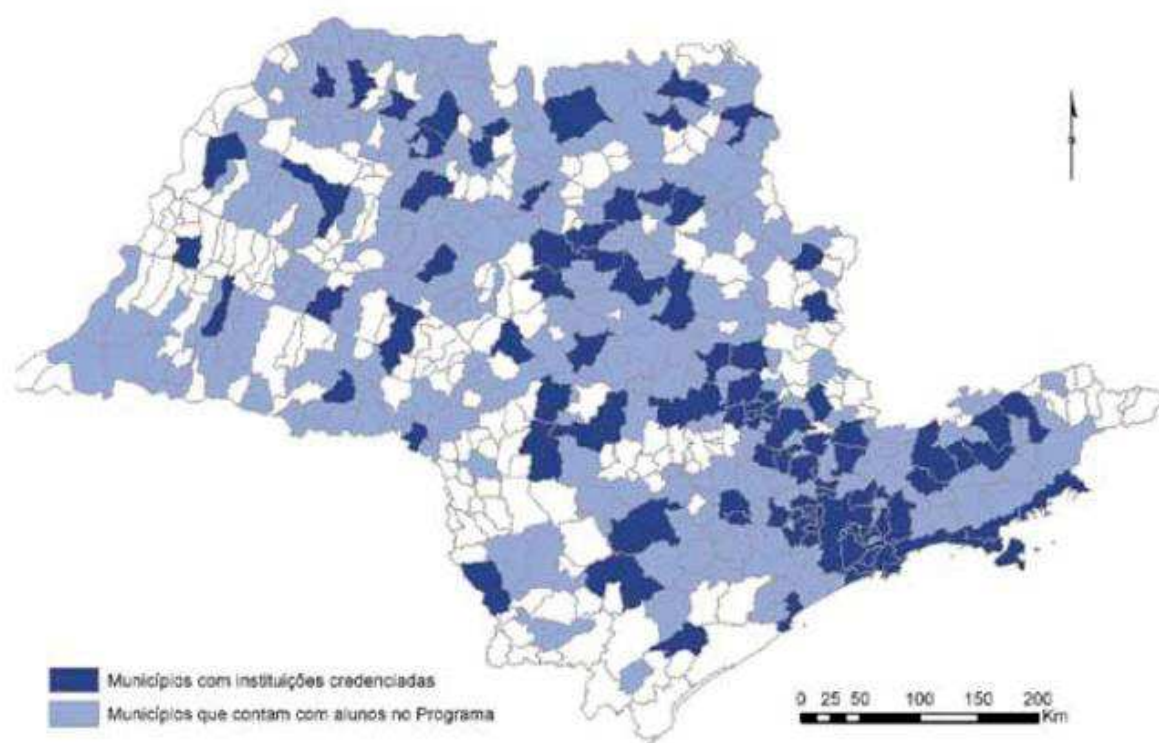 Municípios com instituições credenciadas
Municípios que contam com alunos no Programa
0 25 50 100 150 200
Km